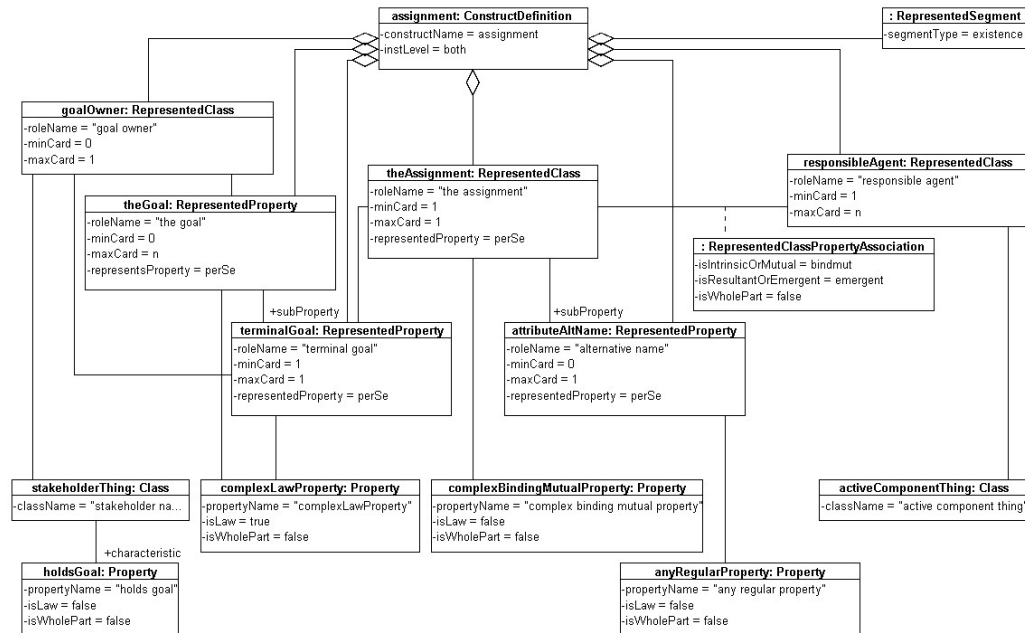 assignment: ConstructDefinition
-constructName = assignment
-instLevel = both
: RepresentedSegment
-segmentType = existence
goalOwner: RepresentedClass
-roleName = "goal owner"
-minCard = 0
-maxCard = 1
theGoal: RepresentedProperty
-roleName = "the goal"
-minCard = 0
-maxCard = n
-representsProperty = perSe
theAssignment: RepresentedClass
-roleName = "the assignment"
-minCard = 1
-maxCard = 1
-representedProperty = perSe
responsibleAgent: RepresentedClass
-roleName = "responsible agent"
-minCard = 1
-maxCard = n
: RepresentedClassPropertyAssociation
-isIntrinsicOrMutual = bindmut
-isResultantOrEmergent = emergent
-isWholePart = false
+subProperty
terminalGoal: RepresentedProperty
-roleName = "terminal goal"
-minCard = 1
-maxCard = 1
-representedProperty = perSe
+subProperty
attributeAltName: RepresentedProperty
-roleName = "alternative name"
-minCard = 0
-maxCard = 1
-representedProperty = perSe
stakeholderThing: Class
-className = "stakeholder na...
complexLawProperty: Property
-propertyName = "complexLawProperty"
-isLaw = true
-isWholePart = false
complexBindingMutualProperty: Property
-propertyName = "complex binding mutual property"
-isLaw = false
-isWholePart = false
activeComponentThing: Class
-className = "active component thing"
+characteristic
holdsGoal: Property
-propertyName = "holds goal"
-isLaw = false
-isWholePart = false
anyRegularProperty: Property
-propertyName = "any regular property"
-isLaw = false
-isWholePart = false